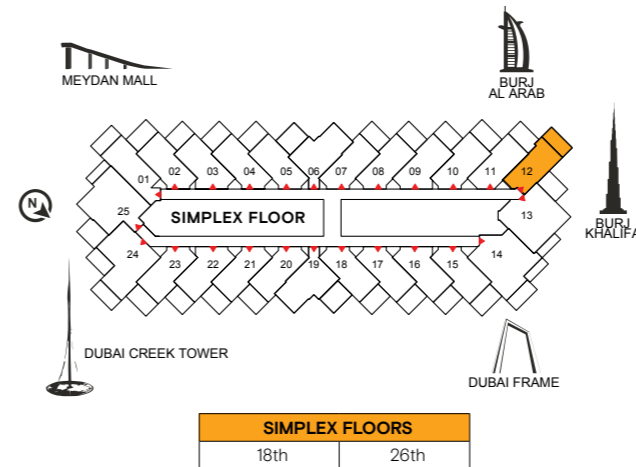 MEYDAN MALL
BURJ
AL ARAB
BURJ
KHALIFA
01 02 03 04 05 06 07 08 09 10 11 12
N
SIMPLEX FLOOR
13
25
24 23 22 21 20 19 18 17 16 15 14
DUBAI CREEK TOWER
DUBAI FRAME
SIMPLEX FLOORS
18th 26th